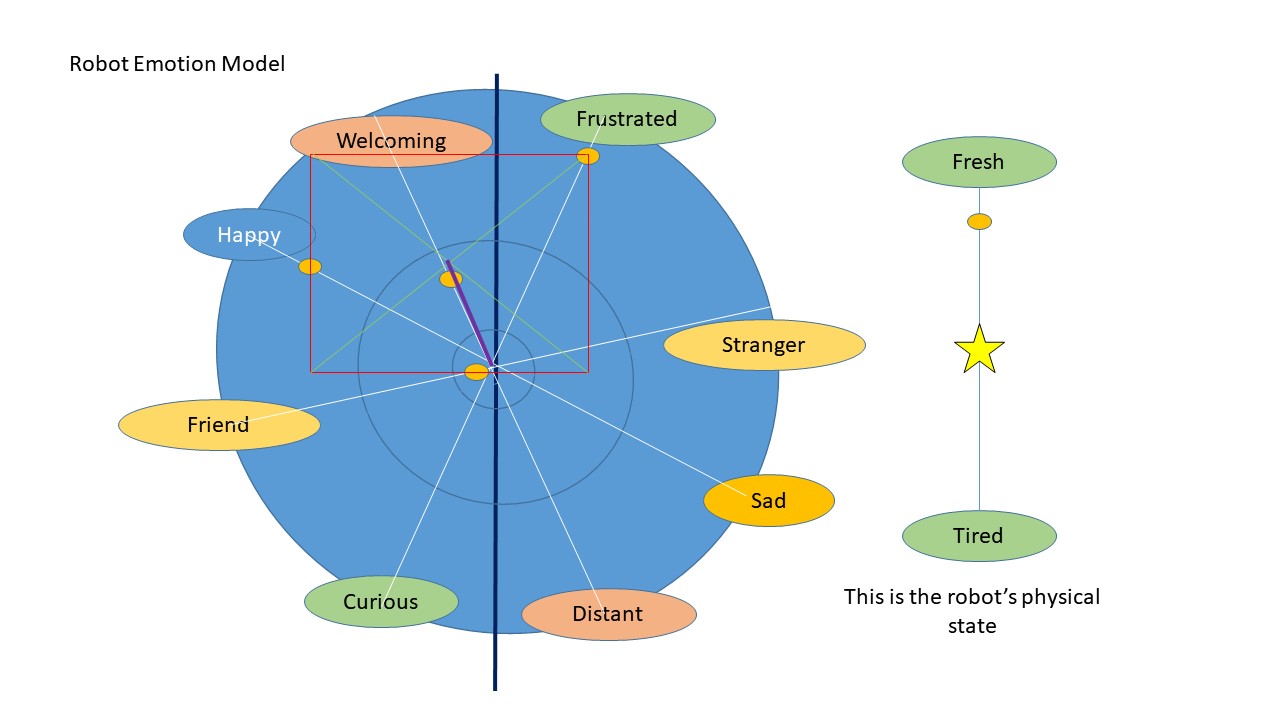 Robot Emotion Model
Welcoming
Frustrated
Fresh
Happy
Stranger
Friend
Sad
Tired
Curious
Distant
This is the robot’s physical
state